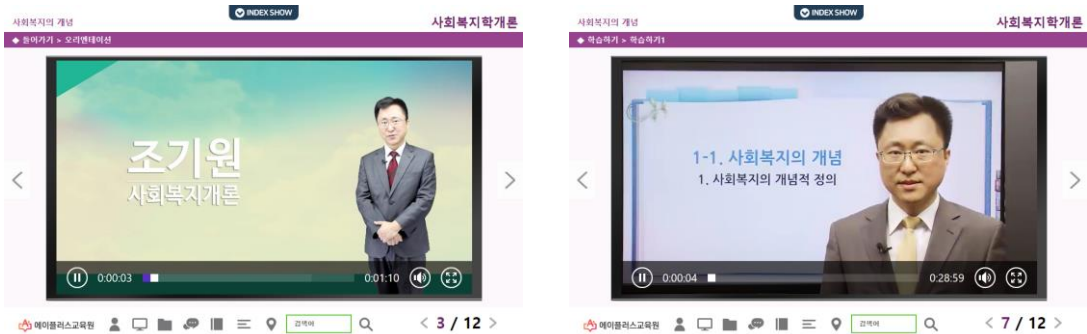 INDEX SHOW
사회복지의 개념
사회복지학개론
◆ 들어가기 > 오리엔테이션
조기원
사회복지개론
0:00:03
0:01:10
에이플러스교육원
검색어
< 3 / 12 >
INDEX SHOW
사회복지의 개념
사회복지학개론
◆ 학습하기 > 학습하기1
1-1. 사회복지의 개념
1. 사회복지의 개념적 정의
0:00:04
0:28:59
에이플러스교육원
검색어
< 7 / 12 >